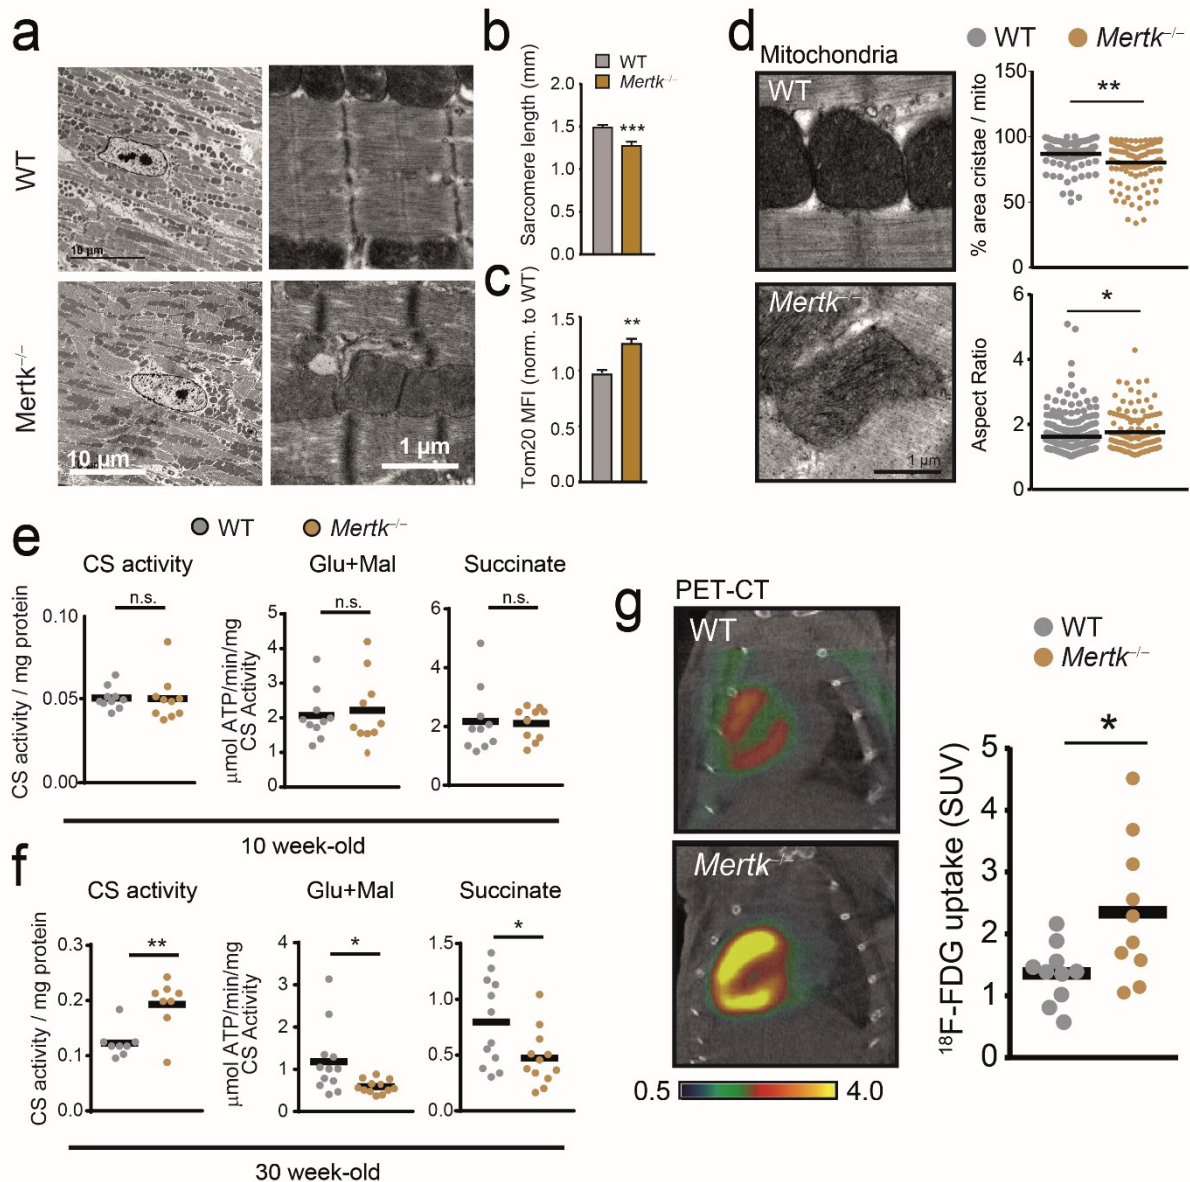 a
WT
10 µm
Mertk–/–
10 µm
1 µm
b
WT
Mertk–/–
Sarcomere length (mm)
2.0
1.5
1.0
0.5
0.0
***
c
Tom20 MFI (norm. to WT)
1.5
1.0
0.5
0.0
**
d
Mitochondria
WT
Mertk–/–
WT
Mertk–/–
1 µm
% area cristae / mito
150
100
50
0
**
Aspect Ratio
6
4
2
0
*
e
WT
Mertk–/–
CS activity
Glu+Mal
Succinate
n.s.
n.s.
n.s.
CS activity / mg protein
0.10
0.05
0.00
µmol ATP/min/mg
CS Activity
5
4
3
2
1
0
6
4
2
0
10 week-old
f
CS activity
Glu+Mal
Succinate
**
*
*
CS activity / mg protein
0.3
0.2
0.1
0.0
µmol ATP/min/mg
CS Activity
4
3
2
1
0
1.5
1.0
0.5
0.0
30 week-old
g
PET-CT
WT
Mertk–/–
0.5
4.0
WT
Mertk–/–
*
18F-FDG uptake (SUV)
5
4
3
2
1
0